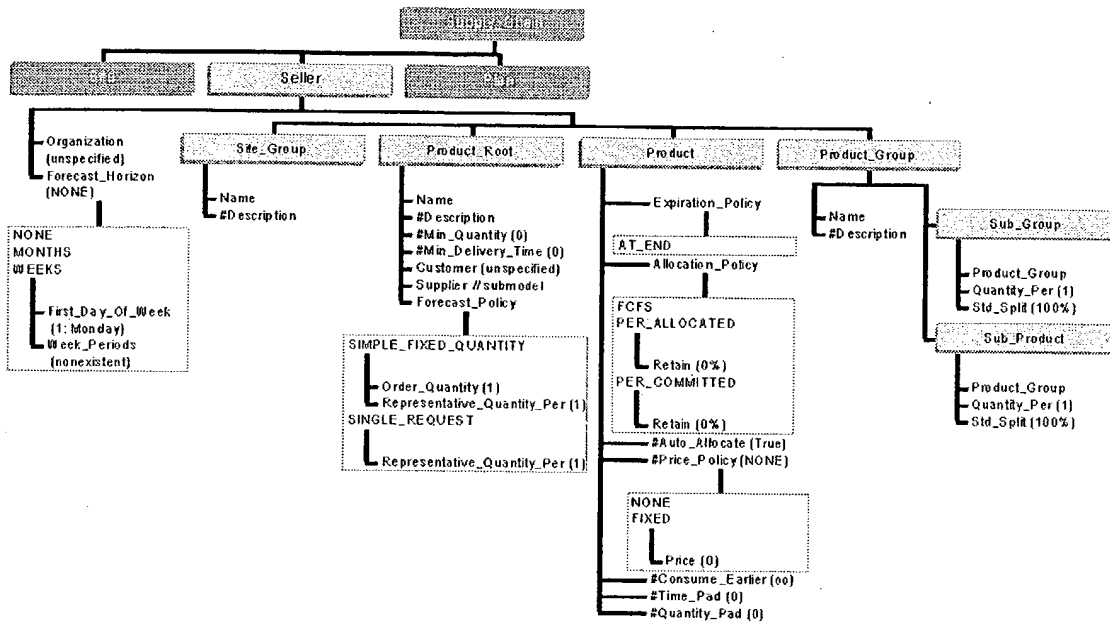 Seller
Organization
(unspecified)
Forecast_Horizon
(NONE)
NONE
MONTHS
WEEKS
First_Day_Of_Week
(1: Monday)
Week_Periods
(nonexistent)
Site_Group
Name
#Description
Product_Root
Name
#Description
#Min_Quantity (0)
#Min_Delivery_Time (0)
Customer (unspecified)
Supplier // submodel
Forecast_Policy
SIMPLE_FIXED_QUANTITY
Order_Quantity (1)
Representative_Quantity_Per (1)
SINGLE_REQUEST
Representative_Quantity_Per (1)
Product
Expiration_Policy
AT_END
Allocation_Policy
FCFS
PER_ALLOCATED
Retain (0%)
PER_COMMITTED
Retain (0%)
#Auto_Allocate (True)
#Price_Policy (NONE)
NONE
FIXED
Price (0)
#Consume_Earlier (oo)
#Time_Pad (0)
#Quantity_Pad (0)
Product_Group
Name
#Description
Sub_Group
Product_Group
Quantity_Per (1)
Std_Split (100%)
Sub_Product
Product_Group
Quantity_Per (1)
Std_Split (100%)